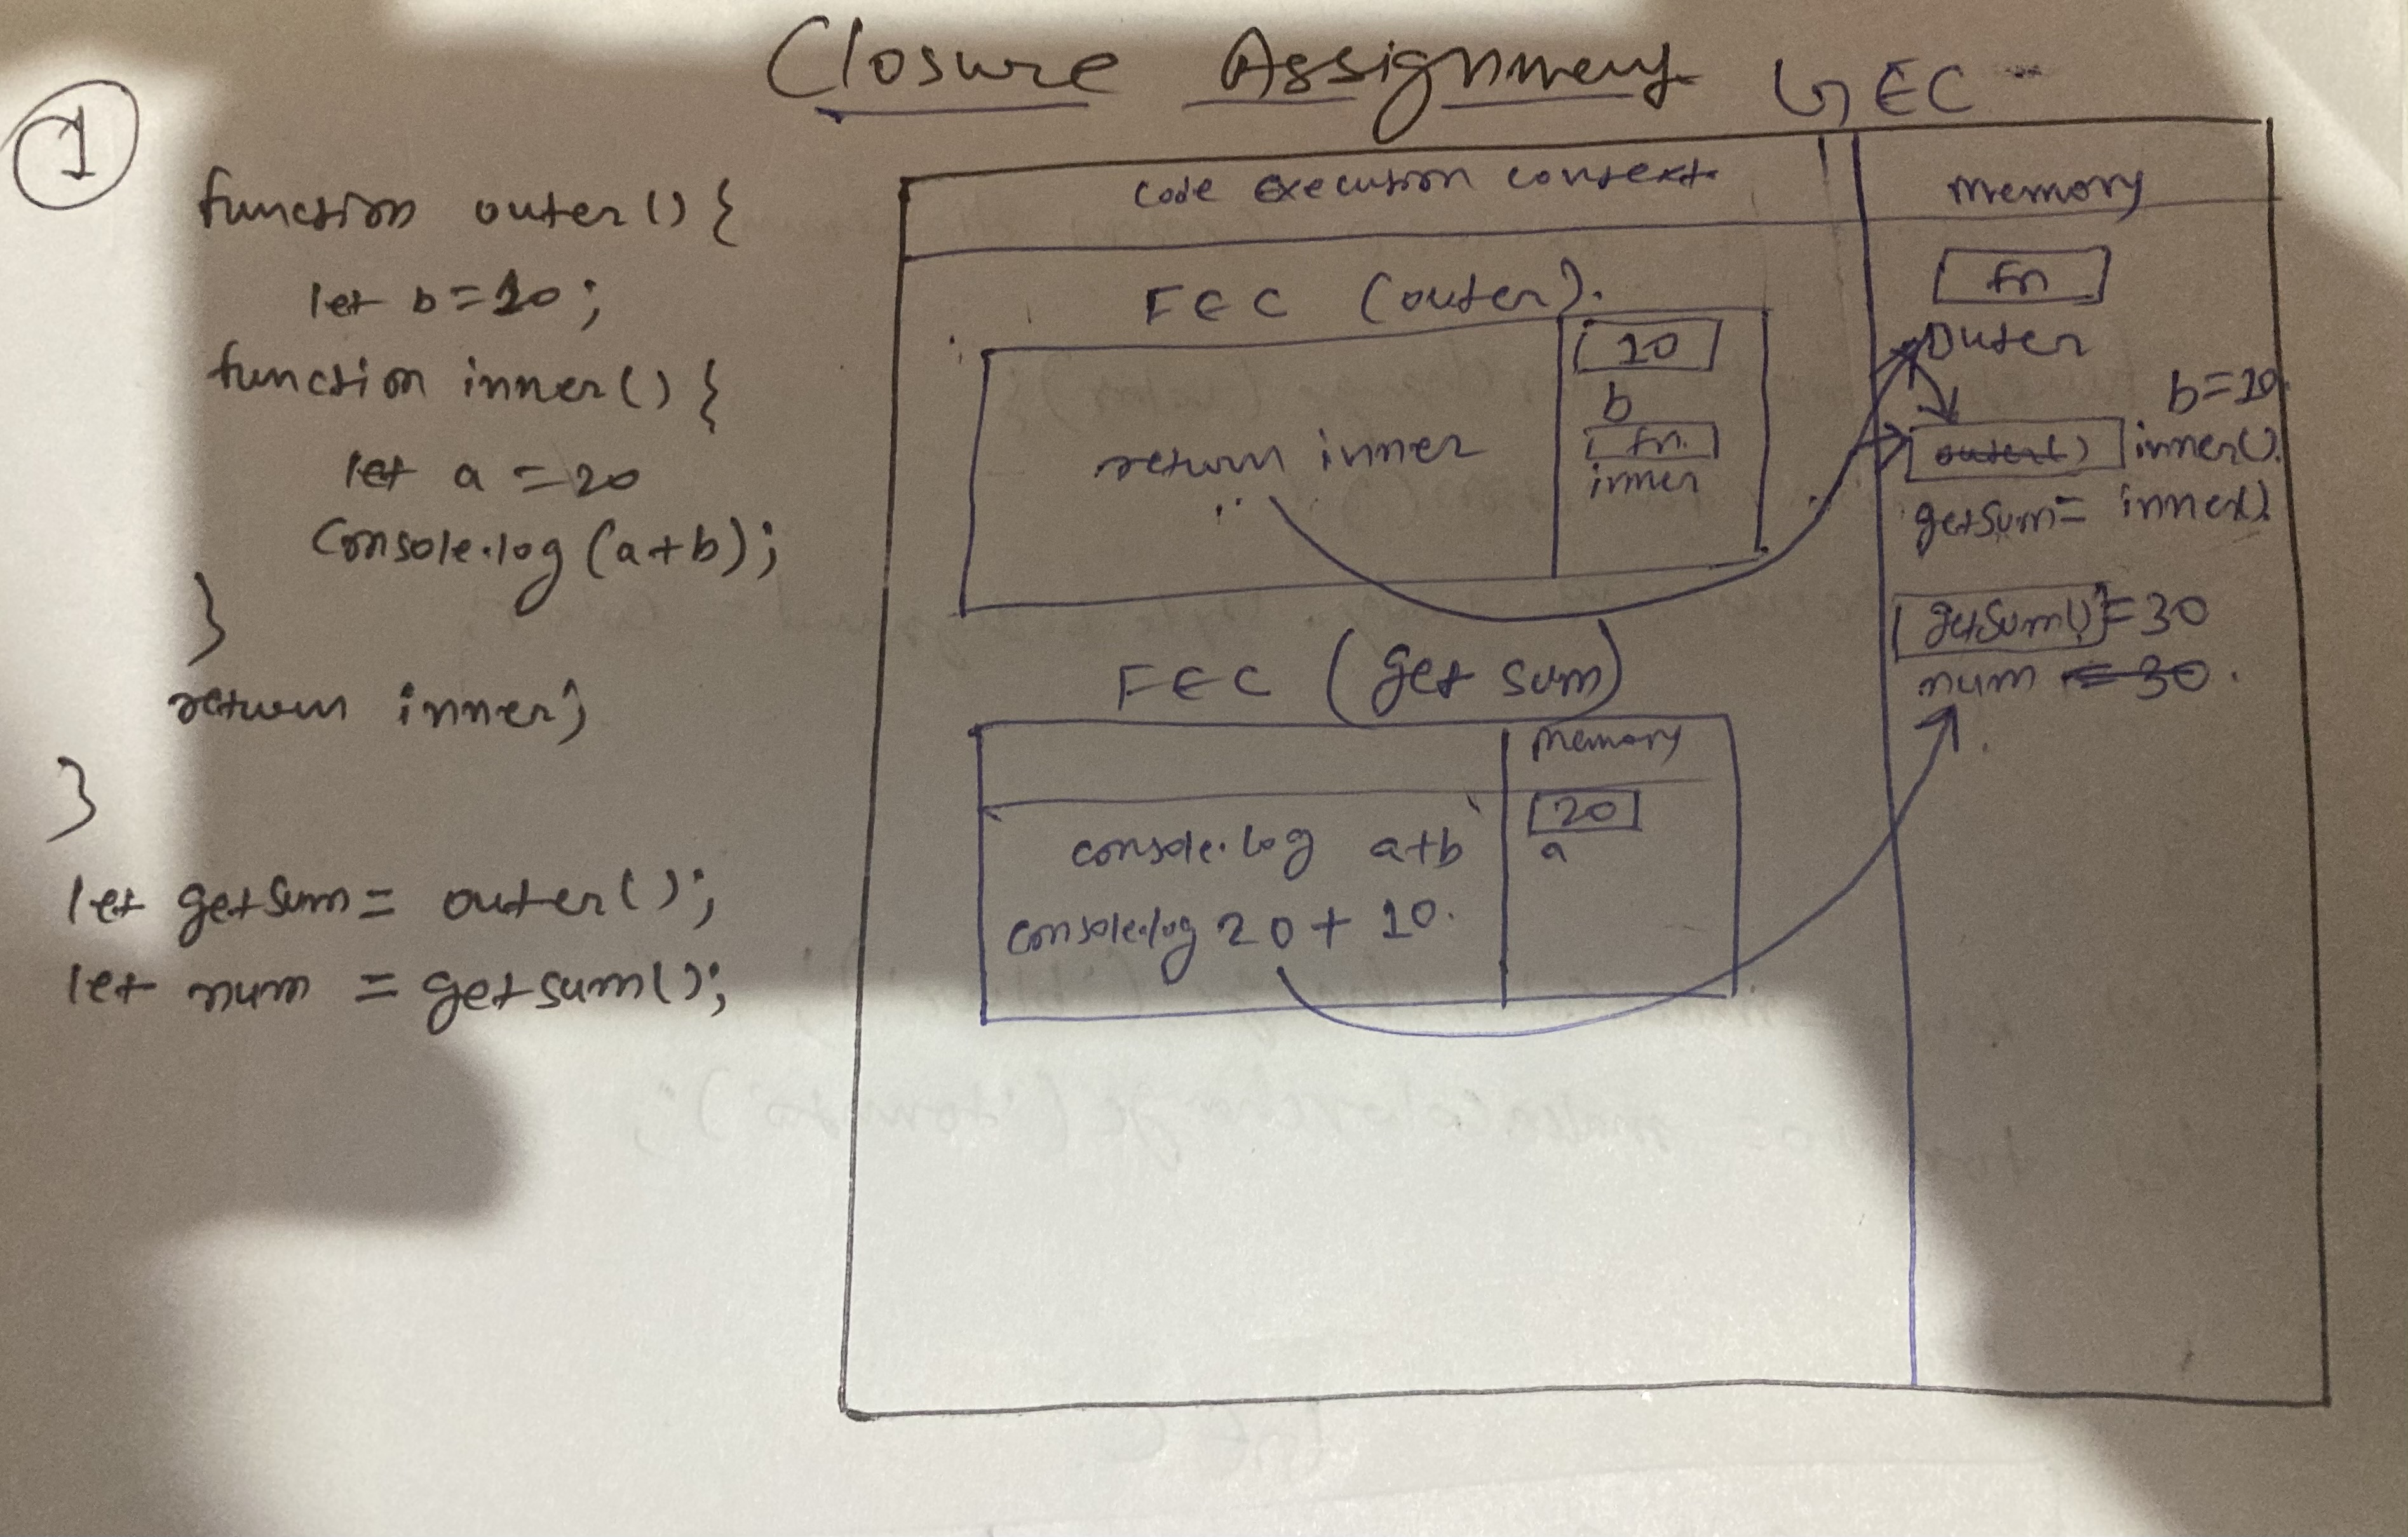 Closure Assignment
GEC
1
function outer() {
let b=10;
function inner() {
let a =20
console.log (a+b);
}
return inner;
}
let getSum= outer();
let num = getsum();
code execution context.
memory
FEC (outer).
10
b
fn.
inner
return inner
fn
outer
b=10.
outer() inner().
getSum= inner().
getSum()=30
num =30.
FEC (get sum)
memory
20
a
console.log a+b
console.log 20+10.